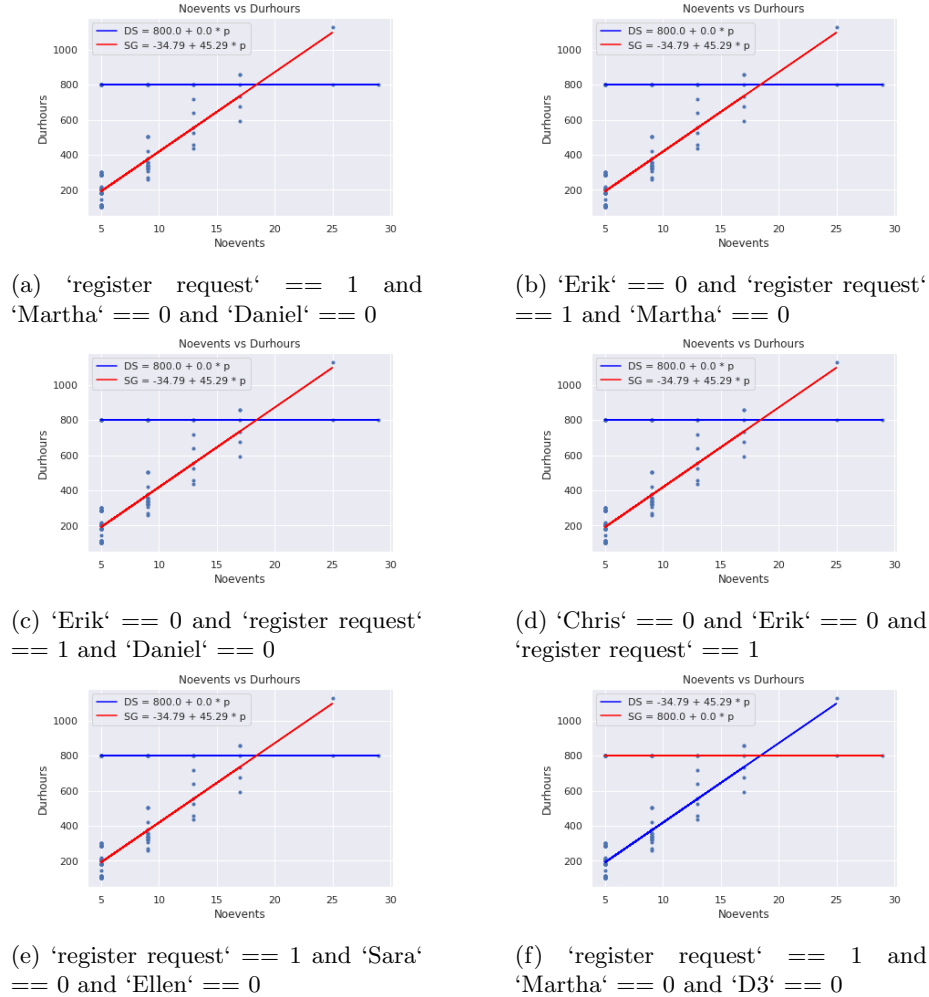 Noevents vs Durhours
DS = 800.0 + 0.0 * p
SG = -34.79 + 45.29 * p
1000
800
600
400
200
Durhours
5 10 15 20 25 30
Noevents
(a) ‘register request‘ == 1 and
‘Martha‘ == 0 and ‘Daniel‘ == 0
Noevents vs Durhours
DS = 800.0 + 0.0 * p
SG = -34.79 + 45.29 * p
1000
800
600
400
200
Durhours
5 10 15 20 25 30
Noevents
(b) ‘Erik‘ == 0 and ‘register request‘
== 1 and ‘Martha‘ == 0
Noevents vs Durhours
DS = 800.0 + 0.0 * p
SG = -34.79 + 45.29 * p
1000
800
600
400
200
Durhours
5 10 15 20 25 30
Noevents
(c) ‘Erik‘ == 0 and ‘register request‘
== 1 and ‘Daniel‘ == 0
Noevents vs Durhours
DS = 800.0 + 0.0 * p
SG = -34.79 + 45.29 * p
1000
800
600
400
200
Durhours
5 10 15 20 25 30
Noevents
(d) ‘Chris‘ == 0 and ‘Erik‘ == 0 and
‘register request‘ == 1
Noevents vs Durhours
DS = 800.0 + 0.0 * p
SG = -34.79 + 45.29 * p
1000
800
600
400
200
Durhours
5 10 15 20 25 30
Noevents
(e) ‘register request‘ == 1 and ‘Sara‘
== 0 and ‘Ellen‘ == 0
Noevents vs Durhours
DS = -34.79 + 45.29 * p
SG = 800.0 + 0.0 * p
1000
800
600
400
200
Durhours
5 10 15 20 25 30
Noevents
(f) ‘register request‘ == 1 and
‘Martha‘ == 0 and ‘D3‘ == 0